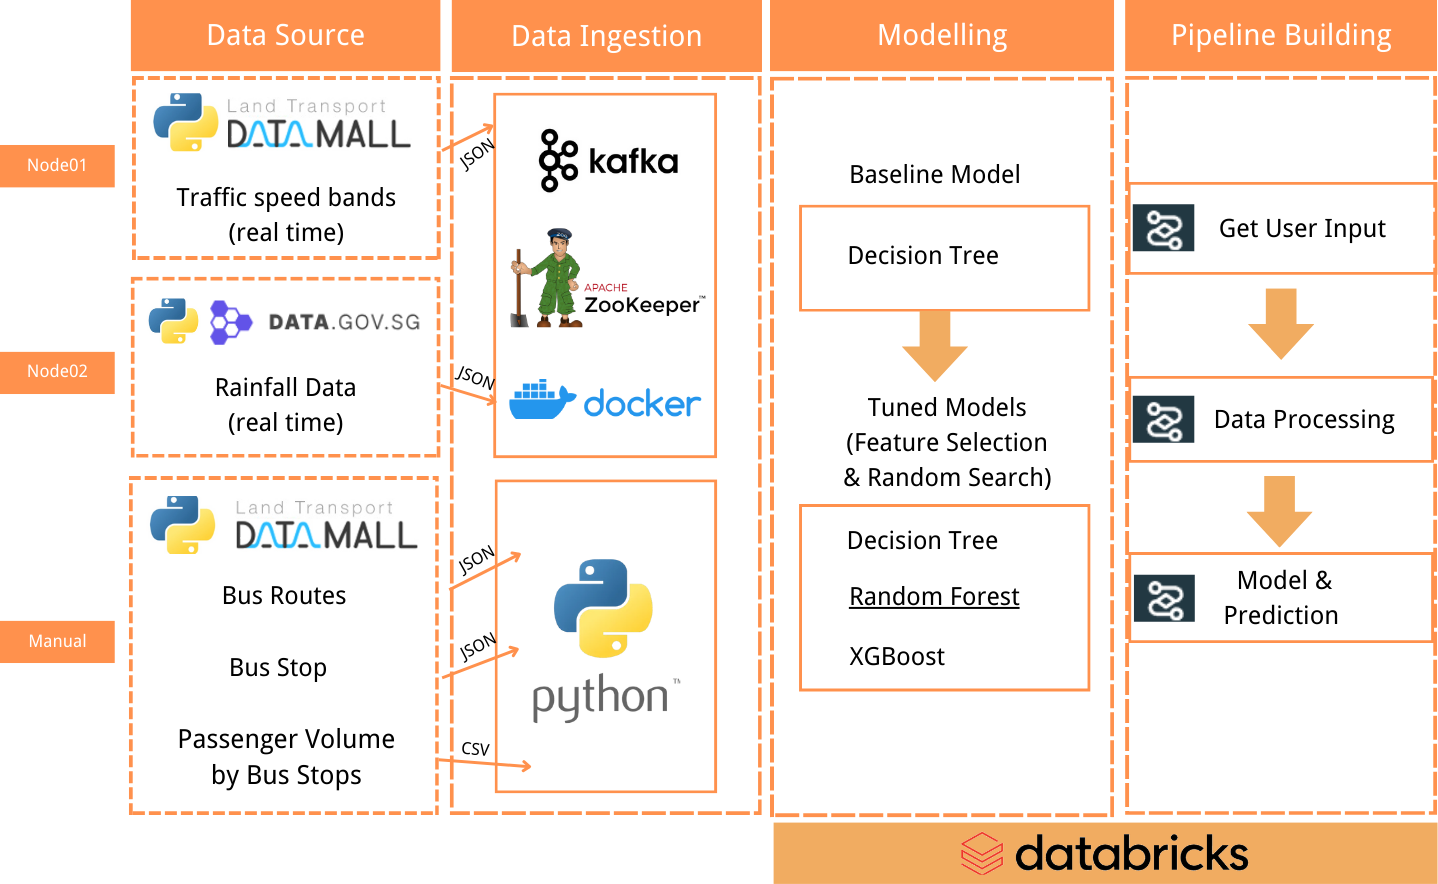 Data Source
Data Ingestion
Modelling
Pipeline Building
Node01
Land Transport
DATAMALL
Traffic speed bands
(real time)
JSON
kafka
APACHE
ZooKeeper™
Node02
DATA.GOV.SG
Rainfall Data
(real time)
JSON
docker
Manual
Land Transport
DATAMALL
Bus Routes
Bus Stop
Passenger Volume
by Bus Stops
JSON
JSON
CSV
python™
Baseline Model
Decision Tree
Tuned Models
(Feature Selection
& Random Search)
Decision Tree
Random Forest
XGBoost
Get User Input
Data Processing
Model &
Prediction
databricks